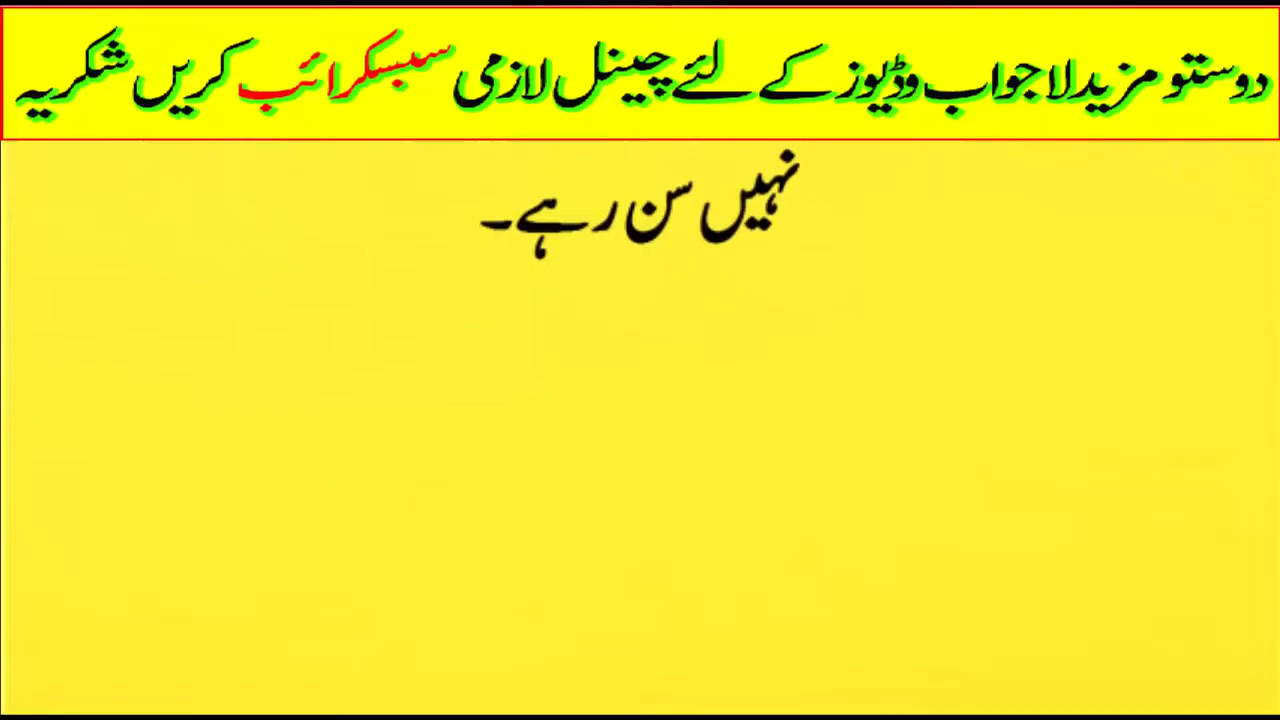 دوستو مزید لاجواب وڈیوز کے لئے چینل لازمی سبسکرائب کریں شکریہ
نہیں سن رہے۔